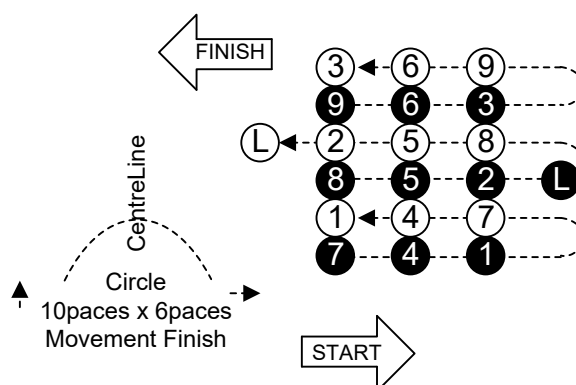 FINISH
3 6 9
9 6 3
L 2 5 8
8 5 2 L
1 4 7
7 4 1
CentreLine
Circle
10paces x 6paces
Movement Finish
START